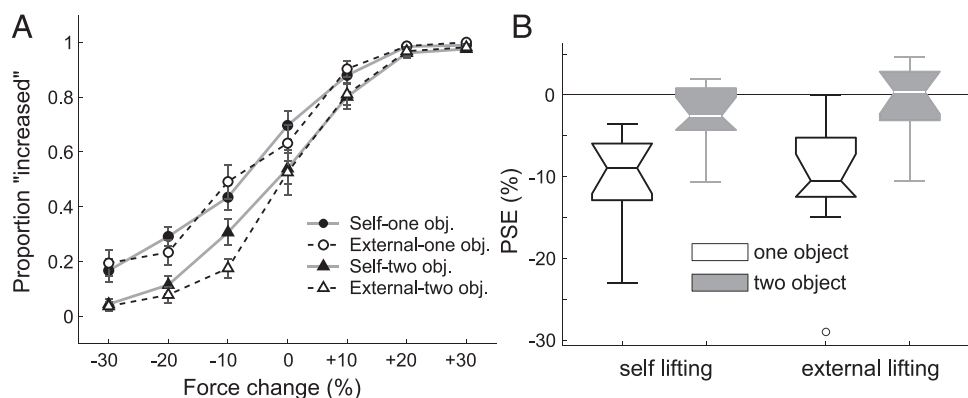 A
Proportion "increased"
1
0.8
0.6
0.4
0.2
0
-30
-20
-10
0
+10
+20
+30
Force change (%)
Self-one obj.
External-one obj.
Self-two obj.
External-two obj.
B
PSE (%)
0
-10
-20
-30
one object
two object
self lifting
external lifting